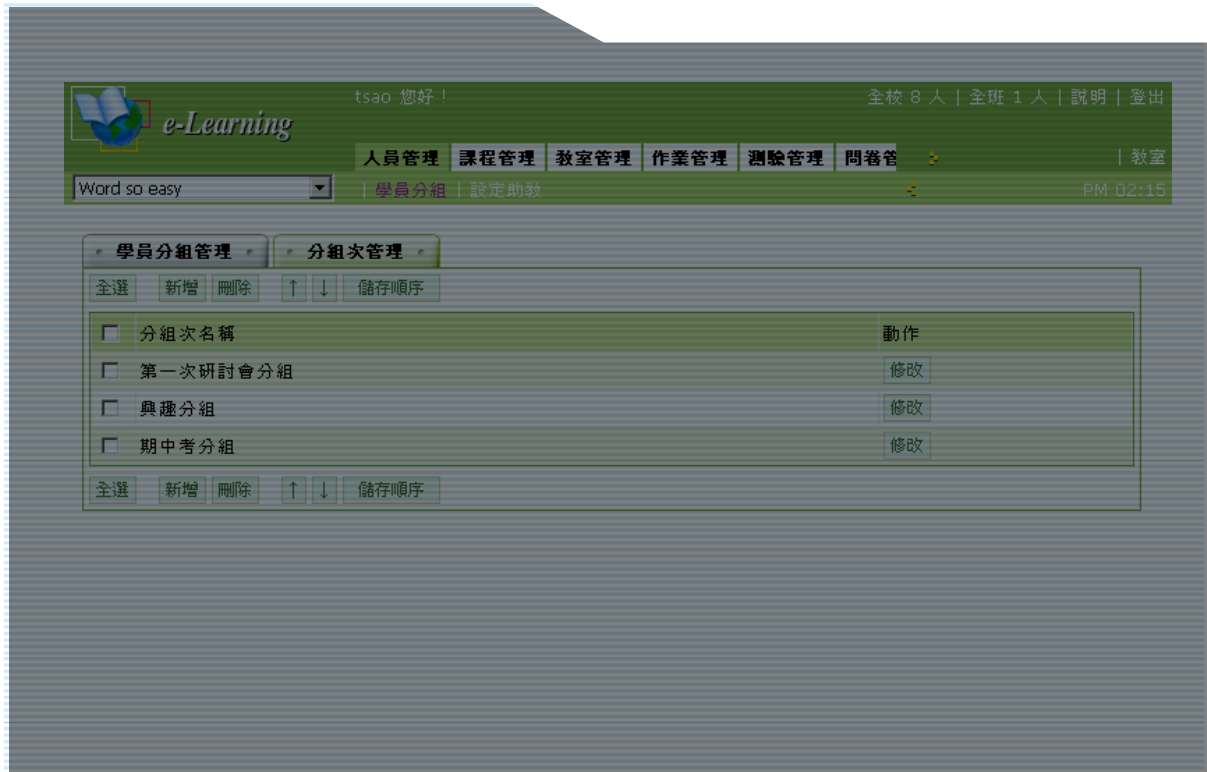 tsao 您好！ 全校 8 人 | 全班 1 人 | 說明 | 登出
e-Learning
人員管理 課程管理 教室管理 作業管理 測驗管理 問卷管 | 教室
Word so easy | 學員分組 | 設定助教 PM 02:15
學員分組管理 分組次管理
全選 新增 刪除 ↑ ↓ 儲存順序
分組次名稱 動作
第一次研討會分組 修改
興趣分組 修改
期中考分組 修改
全選 新增 刪除 ↑ ↓ 儲存順序